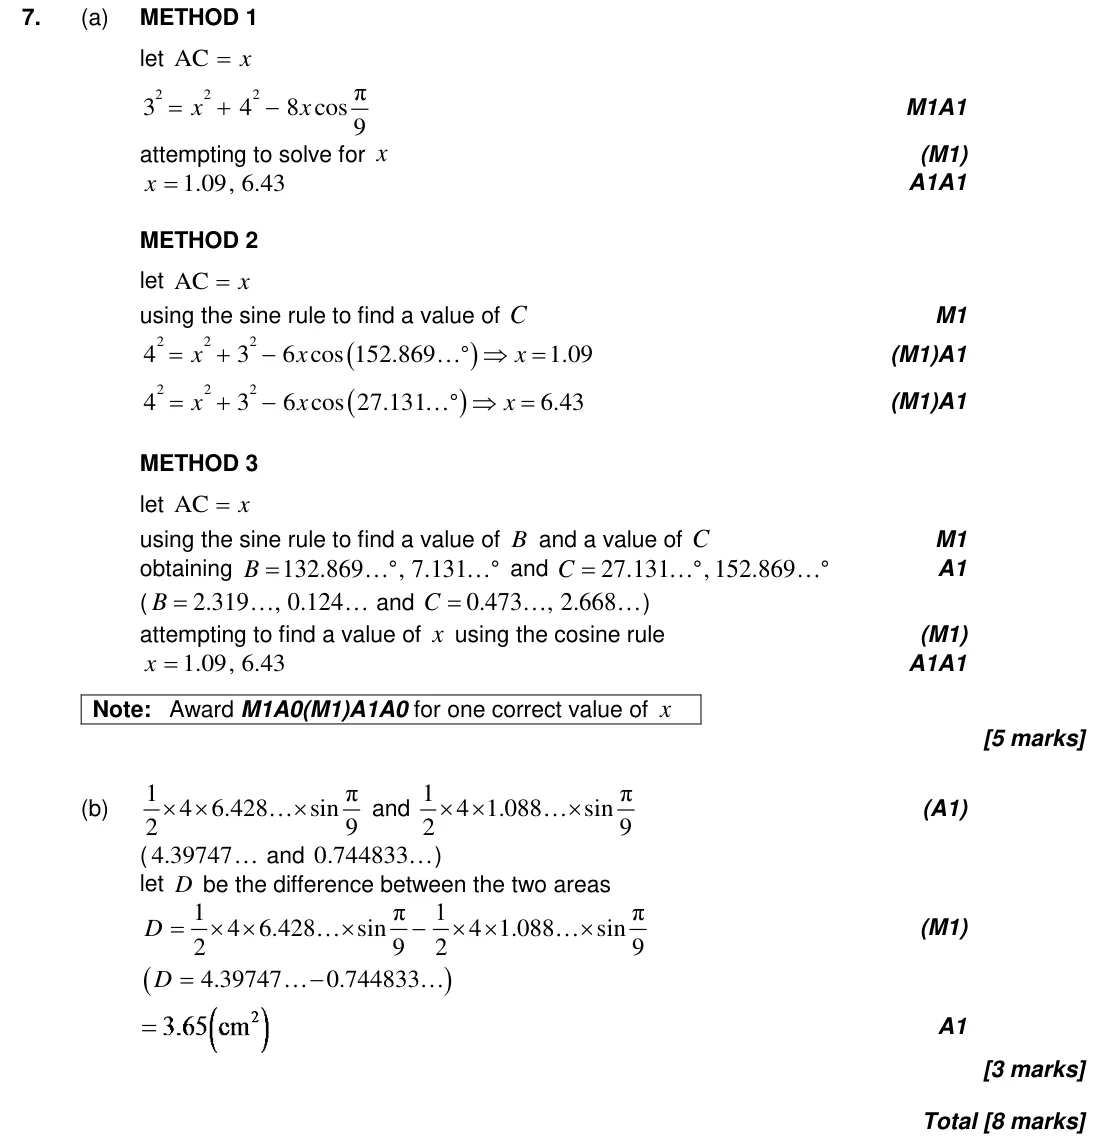 7. (a) METHOD 1
let AC = x
3² = x² + 4² − 8x cos π/9 M1A1
attempting to solve for x (M1)
x = 1.09, 6.43 A1A1
METHOD 2
let AC = x
using the sine rule to find a value of C M1
4² = x² + 3² − 6x cos(152.869…°) ⇒ x = 1.09 (M1)A1
4² = x² + 3² − 6x cos(27.131…°) ⇒ x = 6.43 (M1)A1
METHOD 3
let AC = x
using the sine rule to find a value of B and a value of C M1
obtaining B = 132.869…°, 7.131…° and C = 27.131…°, 152.869…° A1
(B = 2.319…, 0.124… and C = 0.473…, 2.668…)
attempting to find a value of x using the cosine rule (M1)
x = 1.09, 6.43 A1A1
Note: Award M1A0(M1)A1A0 for one correct value of x
[5 marks]
(b) 1/2 × 4 × 6.428… × sin π/9 and 1/2 × 4 × 1.088… × sin π/9 (A1)
(4.39747… and 0.744833…)
let D be the difference between the two areas
D = 1/2 × 4 × 6.428… × sin π/9 − 1/2 × 4 × 1.088… × sin π/9 (M1)
(D = 4.39747… − 0.744833…)
= 3.65(cm²) A1
[3 marks]
Total [8 marks]